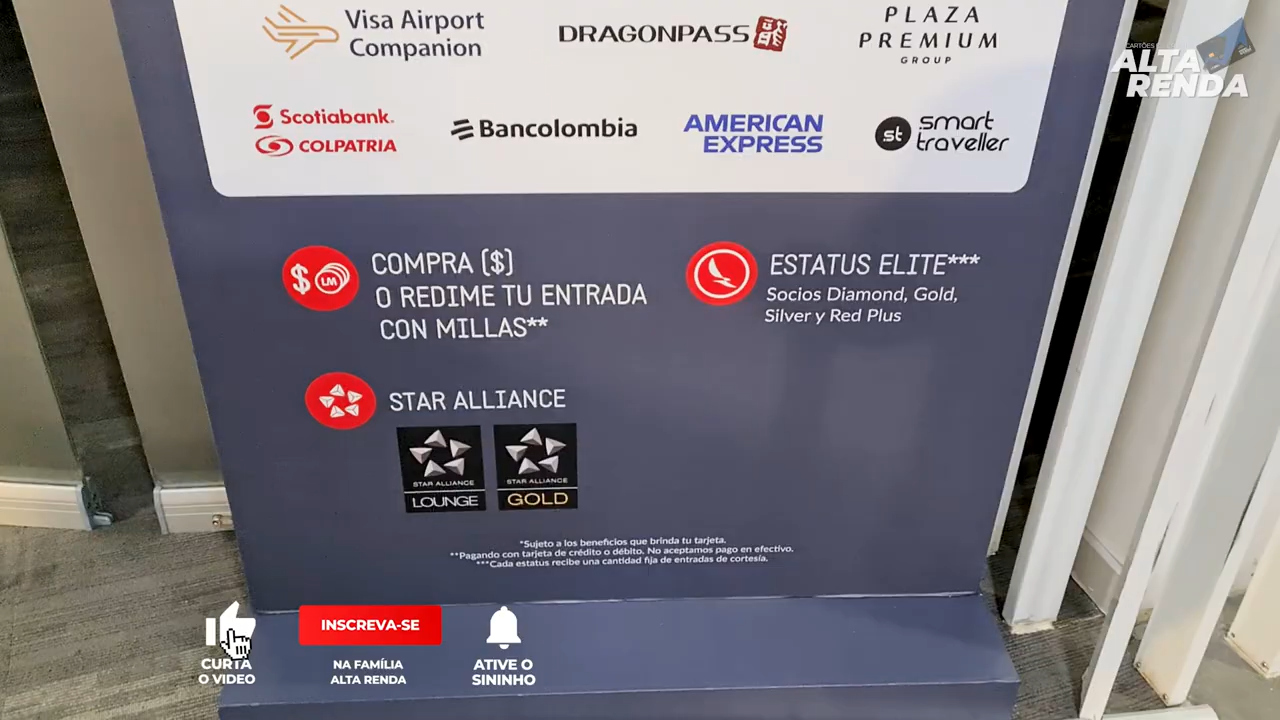 Visa Airport
Companion
DRAGONPASS
PLAZA
PREMIUM
GROUP
CARTÕES
ALTA
RENDA
Scotiabank
COLPATRIA
Bancolombia
AMERICAN
EXPRESS
.st
smart
traveller
$ LM
COMPRA ($)
O REDIME TU ENTRADA
CON MILLAS**
ESTATUS ELITE***
Socios Diamond, Gold,
Silver y Red Plus
STAR ALLIANCE
STAR ALLIANCE
LOUNGE
STAR ALLIANCE
GOLD
*Sujeto a los beneficios que brinda tu tarjeta.
**Pagando con tarjeta de crédito o débito. No aceptamos pago en efectivo.
***Cada estatus recibe una cantidad fija de entradas de cortesía.
CURTA
O VIDEO
INSCREVA-SE
NA FAMÍLIA
ALTA RENDA
ATIVE O
SININHO